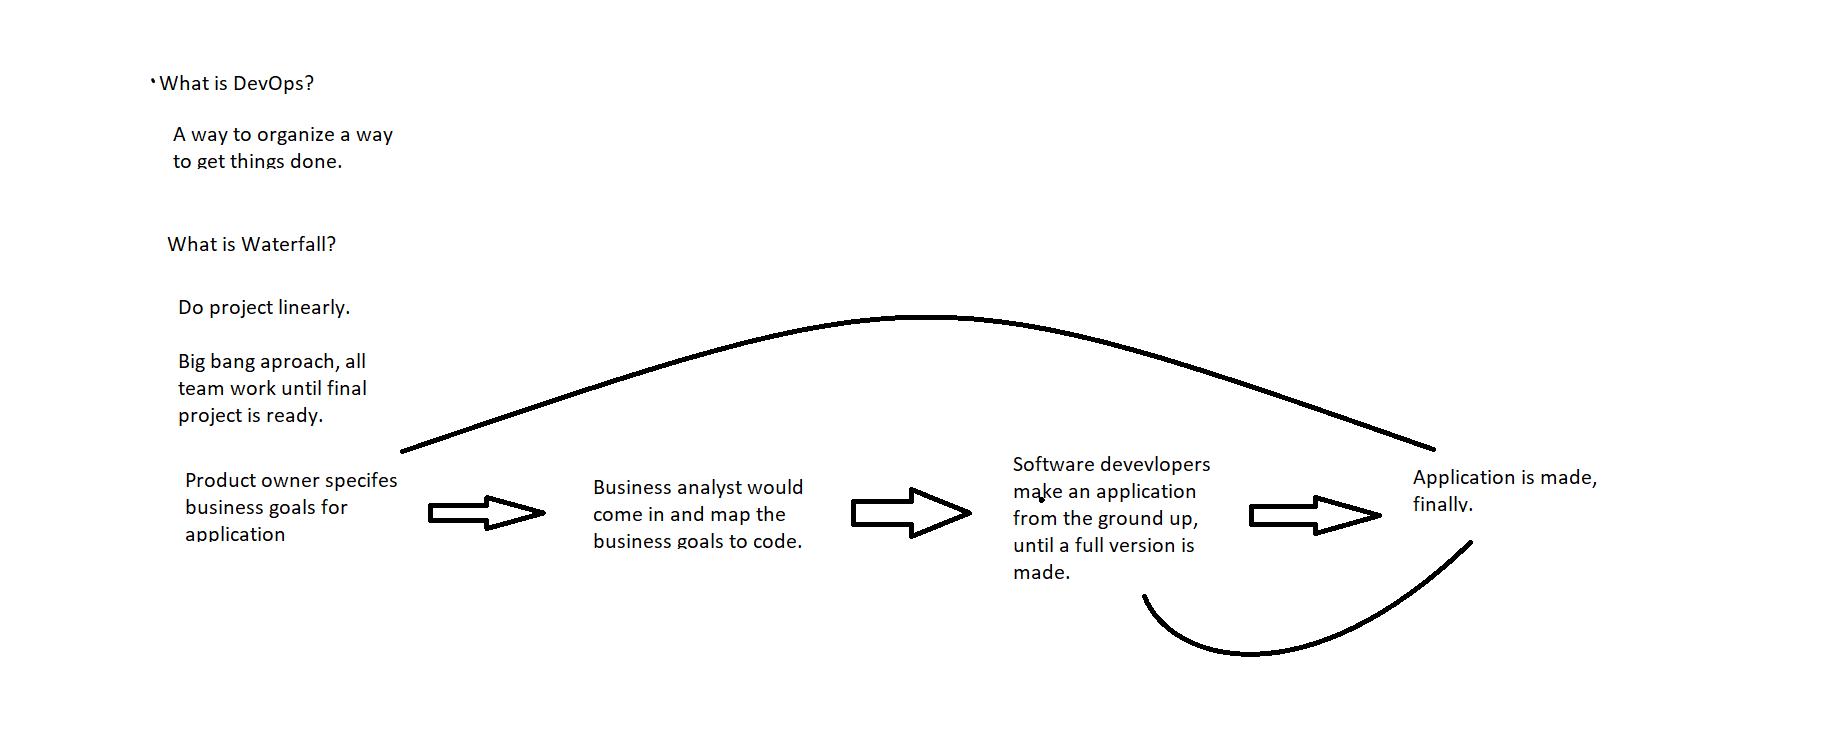 What is DevOps?
A way to organize a way
to get things done.
What is Waterfall?
Do project linearly.
Big bang aproach, all
team work until final
project is ready.
Product owner specifes
business goals for
application
Business analyst would
come in and map the
business goals to code.
Software devevlopers
make an application
from the ground up,
until a full version is
made.
Application is made,
finally.